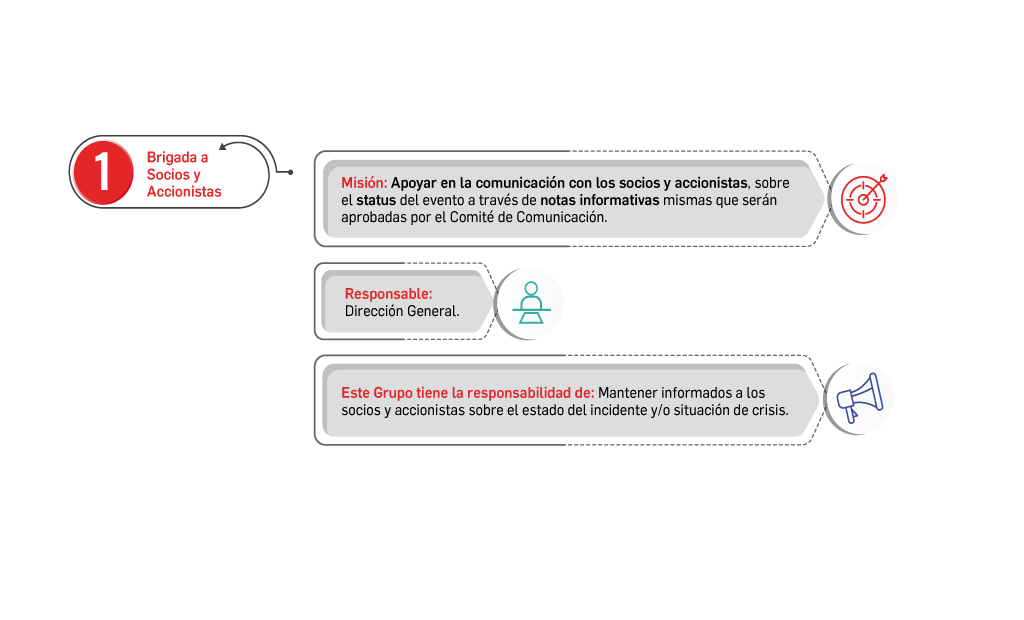 1
Brigada a
Socios y
Accionistas
Misión: Apoyar en la comunicación con los socios y accionistas, sobre
el status del evento a través de notas informativas mismas que serán
aprobadas por el Comité de Comunicación.
Responsable:
Dirección General.
Este Grupo tiene la responsabilidad de: Mantener informados a los
socios y accionistas sobre el estado del incidente y/o situación de crisis.